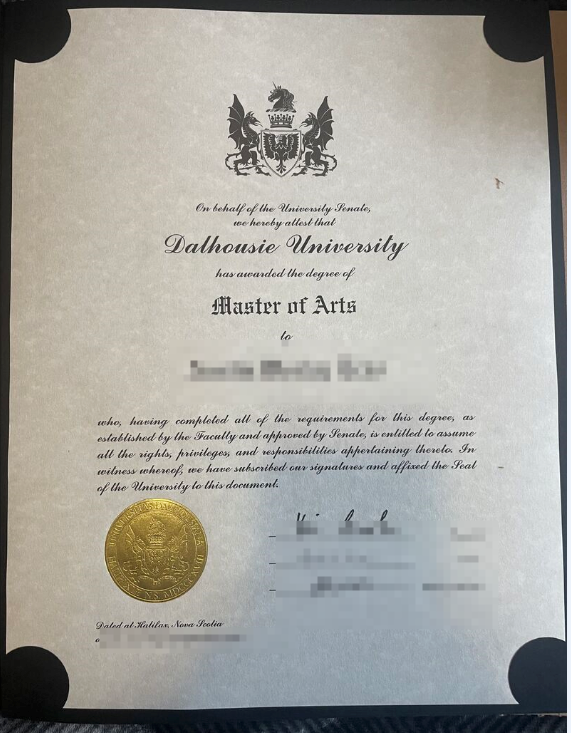 On behalf of the University Senate,
we hereby attest that
Dalhousie University
has awarded the degree of
Master of Arts
to
who, having completed all of the requirements for this degree, as
established by the Faculty and approved by Senate, is entitled to assume
all the rights, privileges, and responsibilities appertaining thereto. In
witness whereof, we have subscribed our signatures and affixed the Seal
of the University to this document.
Dated at Halifax, Nova Scotia